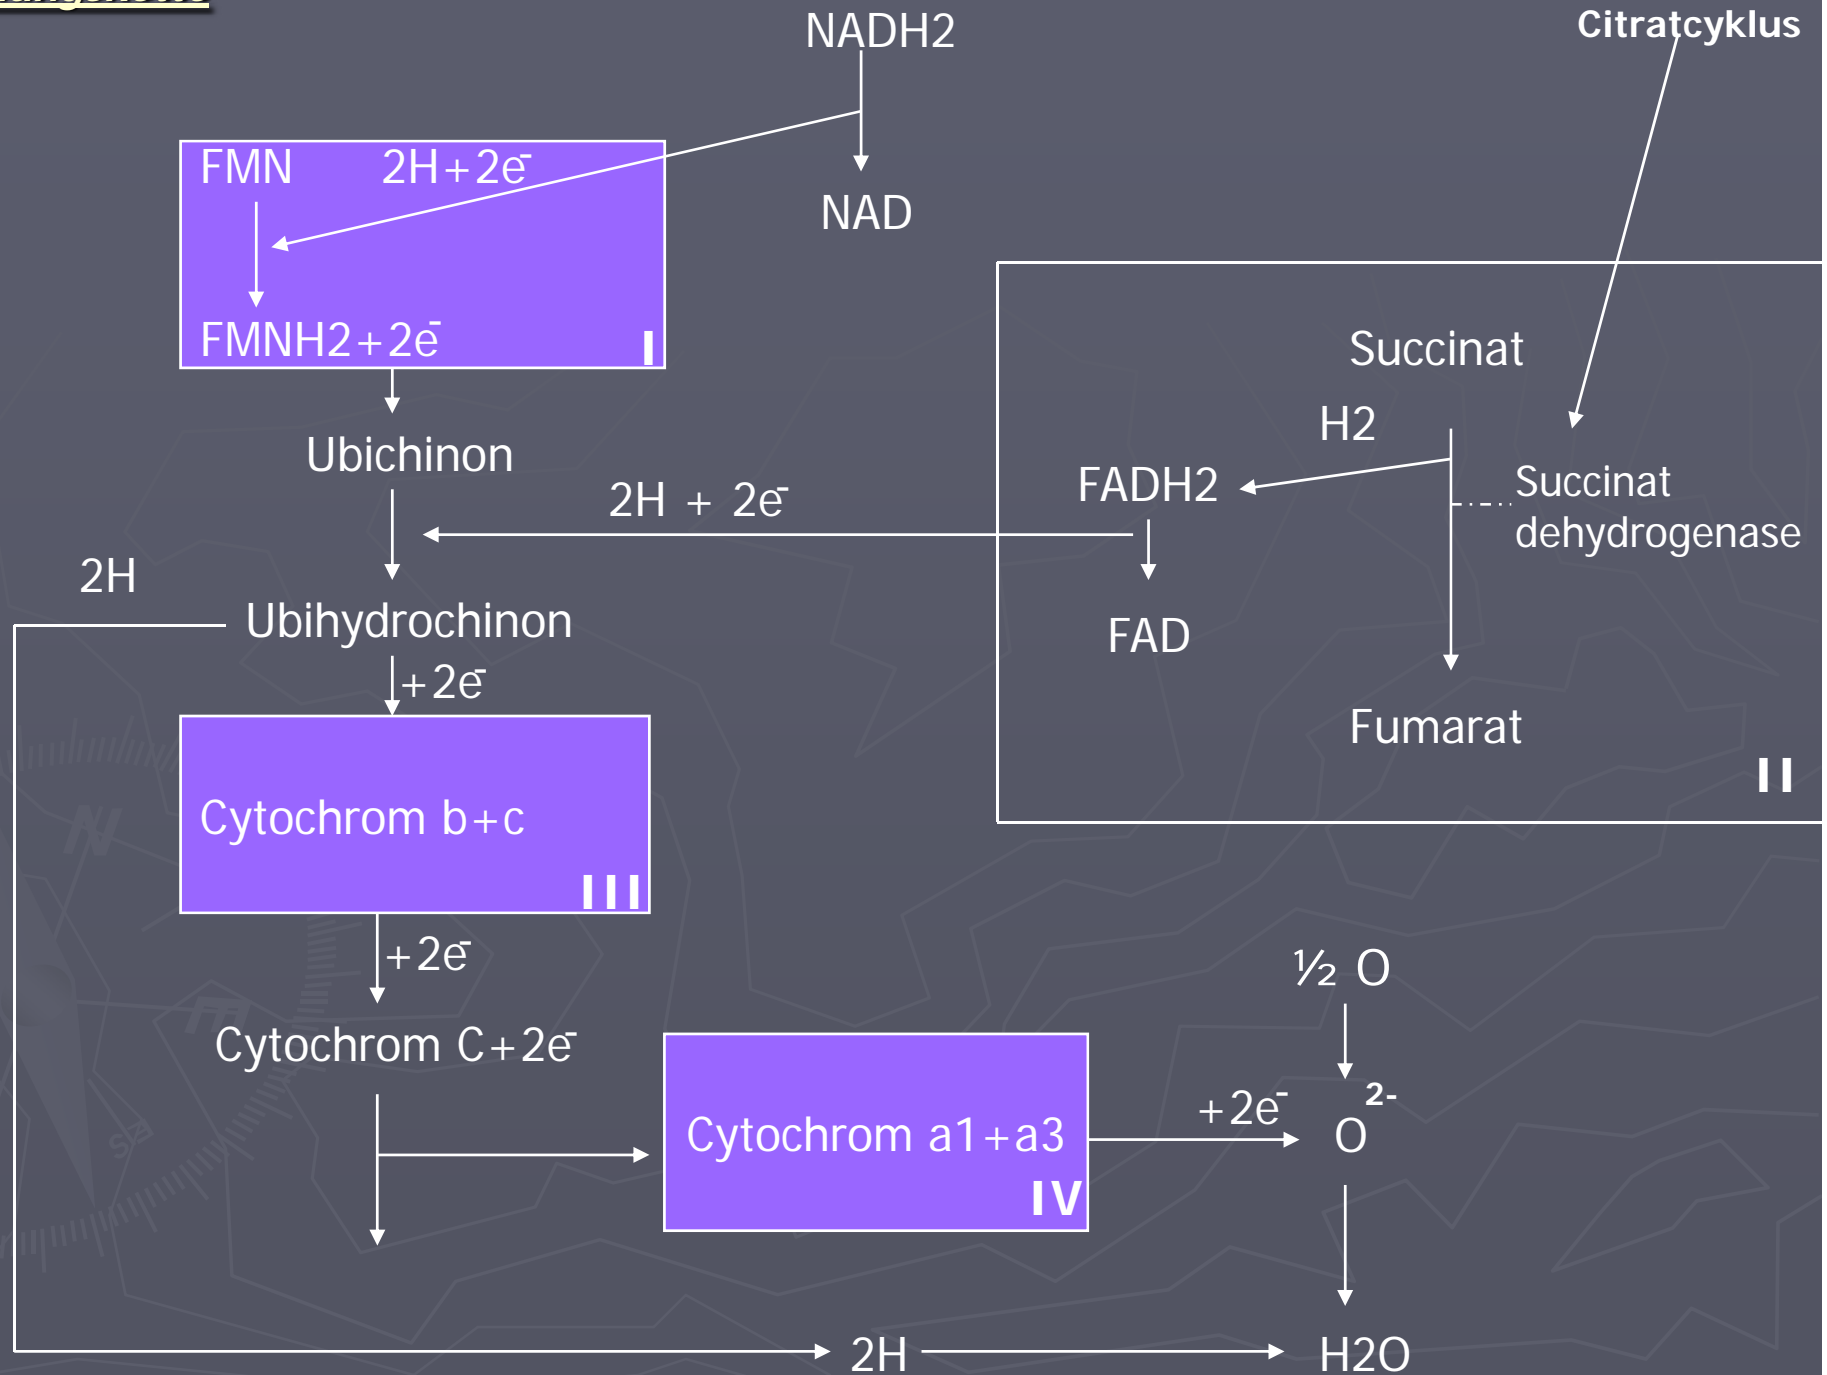 NADH2
Citratcyklus
FMN 2H+2e⁻
NAD
FMNH2+2e⁻
I
Succinat
H2
Ubichinon
FADH2
2H + 2e⁻
Succinat
dehydrogenase
2H
Ubihydrochinon
FAD
+2e⁻
Fumarat
II
Cytochrom b+c
III
+2e⁻
½ O
Cytochrom C+2e⁻
+2e⁻
O²⁻
Cytochrom a1+a3
IV
2H
H2O
N
E
S